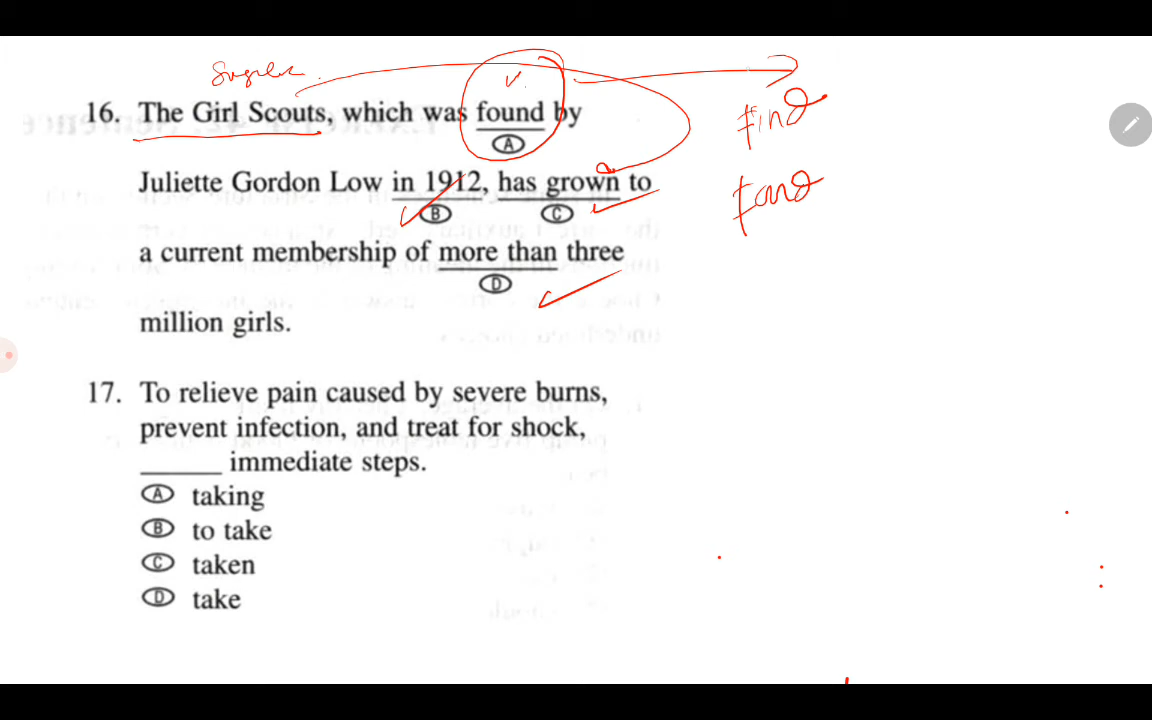 16. The Girl Scouts, which was found by
A
Juliette Gordon Low in 1912, has grown to
B C
a current membership of more than three
D
million girls.
find
17. To relieve pain caused by severe burns,
prevent infection, and treat for shock,
______ immediate steps.
A taking
B to take
C taken
D take